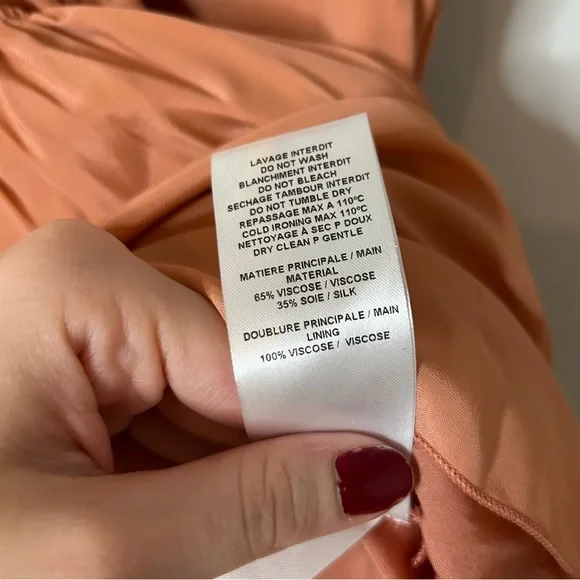 LAVAGE INTERDIT
DO NOT WASH
BLANCHIMENT INTERDIT
DO NOT BLEACH
SECHAGE TAMBOUR INTERDIT
DO NOT TUMBLE DRY
REPASSAGE MAX A 110°C
COLD IRONING MAX 110°C
NETTOYAGE À SEC P DOUX
DRY CLEAN P GENTLE
MATIERE PRINCIPALE / MAIN
MATERIAL
65% VISCOSE / VISCOSE
35% SOIE / SILK
DOUBLURE PRINCIPALE / MAIN
LINING
100% VISCOSE / VISCOSE